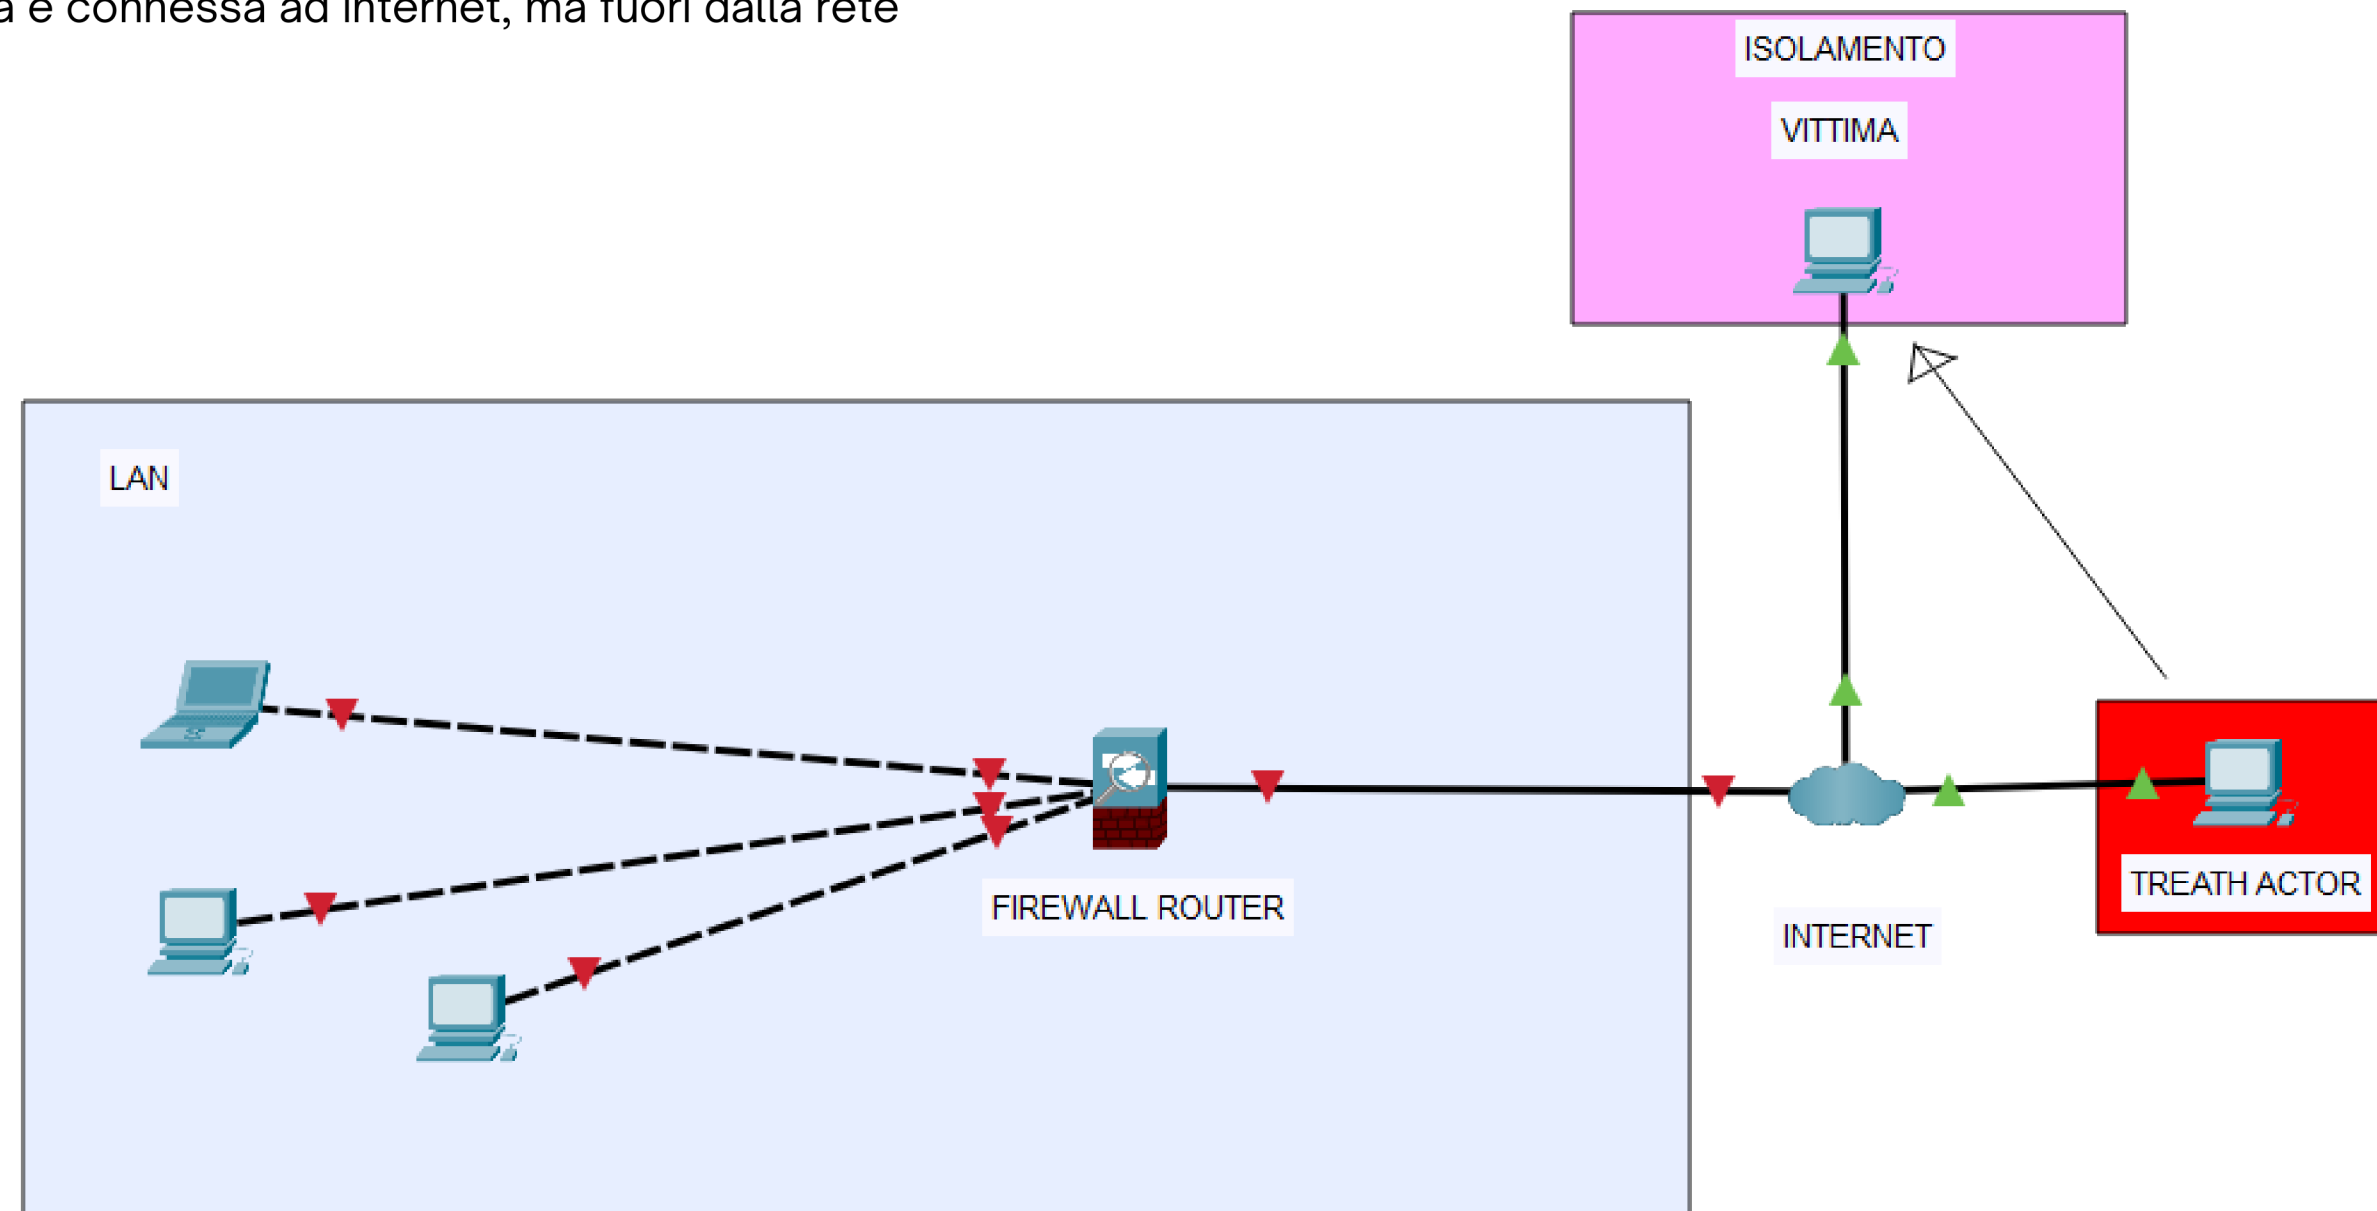 è connessa ad internet, ma fuori dalla rete
ISOLAMENTO
VITTIMA
LAN
FIREWALL ROUTER
INTERNET
TREATH ACTOR